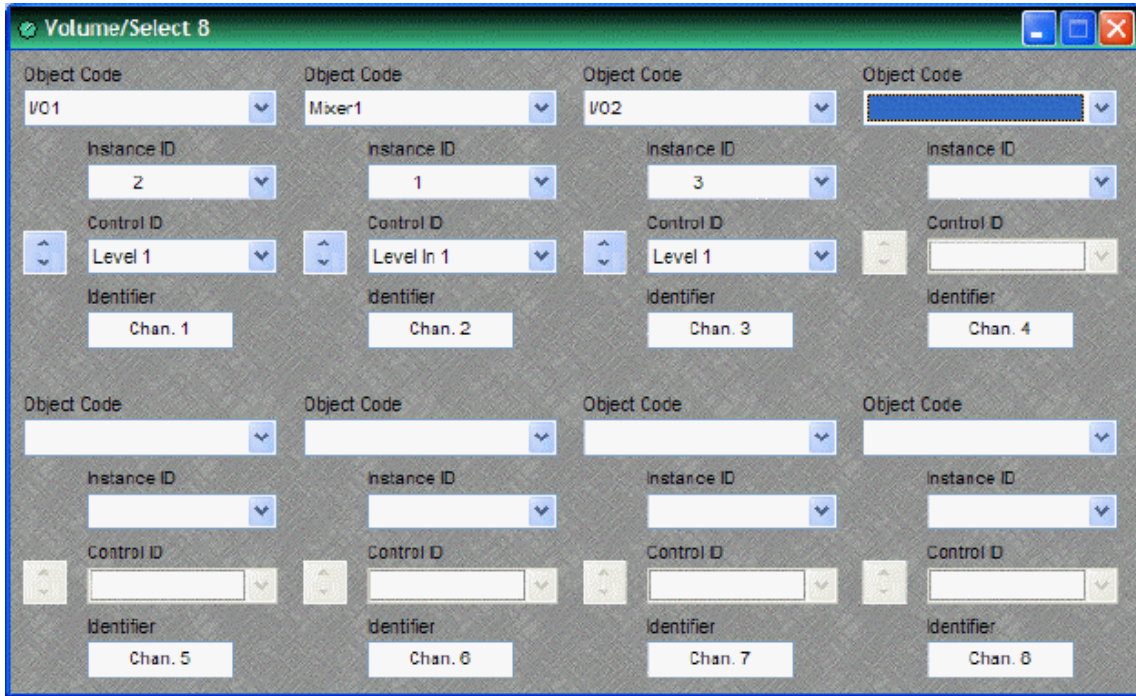 Volume/Select 8
Object Code Object Code Object Code Object Code
I/O1 Mixer1 I/O2
Instance ID Instance ID Instance ID Instance ID
2 1 3
Control ID Control ID Control ID Control ID
Level 1 Level In 1 Level 1
Identifier Identifier Identifier Identifier
Chan. 1 Chan. 2 Chan. 3 Chan. 4
Object Code Object Code Object Code Object Code
Instance ID Instance ID Instance ID Instance ID
Control ID Control ID Control ID Control ID
Identifier Identifier Identifier Identifier
Chan. 5 Chan. 6 Chan. 7 Chan. 8